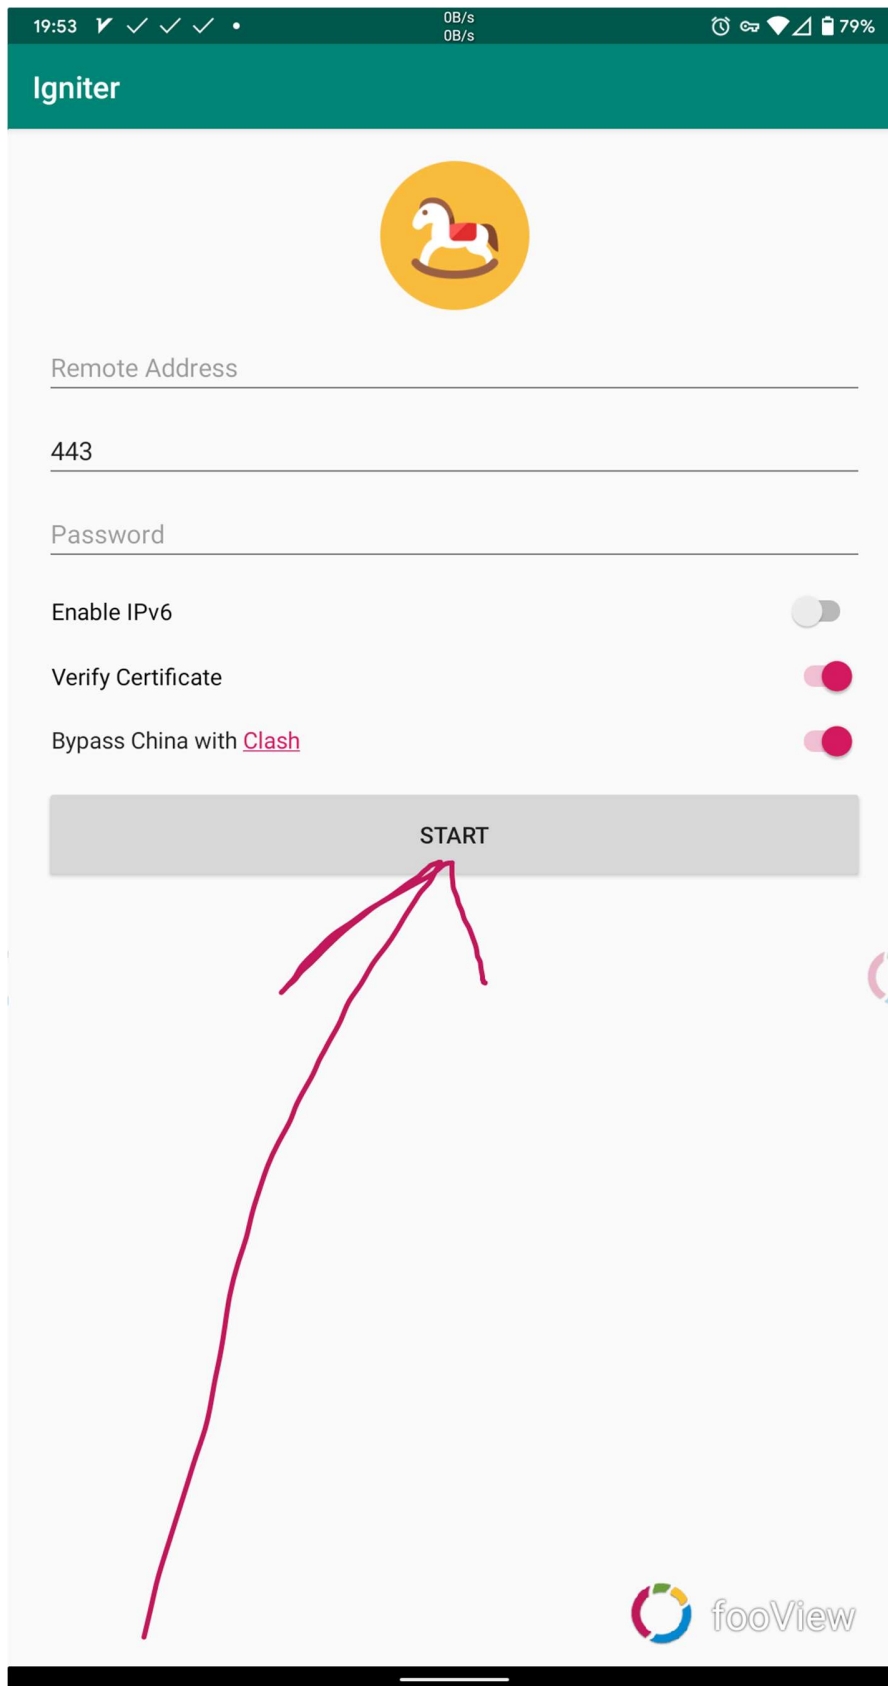 19:53
0B/s
0B/s
79%
Igniter
Remote Address
443
Password
Enable IPv6
Verify Certificate
Bypass China with Clash
START
fooView